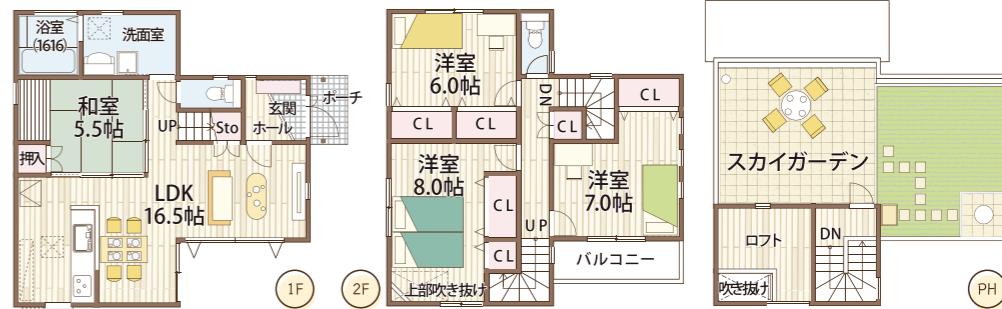 浴室
(1616)
洗面室
和室
5.5帖
押入
UP
Sto
玄関
ホール
ポーチ
LDK
16.5帖
1F
洋室
6.0帖
CL
CL
DN
CL
CL
洋室
8.0帖
CL
CL
UP
洋室
7.0帖
バルコニー
上部吹き抜け
2F
スカイガーデン
ロフト
DN
吹き抜け
PH